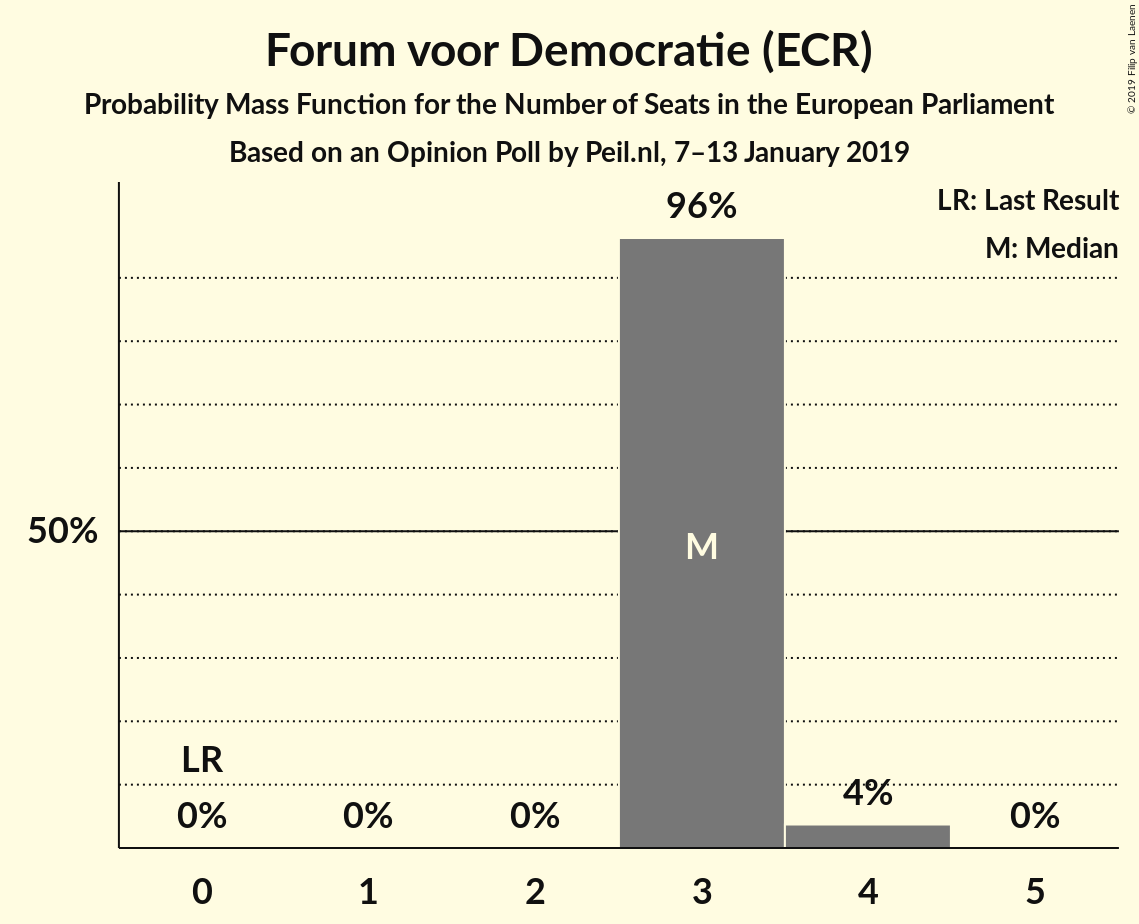 Forum voor Democratie (ECR)
Probability Mass Function for the Number of Seats in the European Parliament
Based on an Opinion Poll by Peil.nl, 7–13 January 2019
© 2019 Filip van Laenen
LR: Last Result
M: Median
96%
50%
M
LR
0%
0%
0%
4%
0%
0
1
2
3
4
5